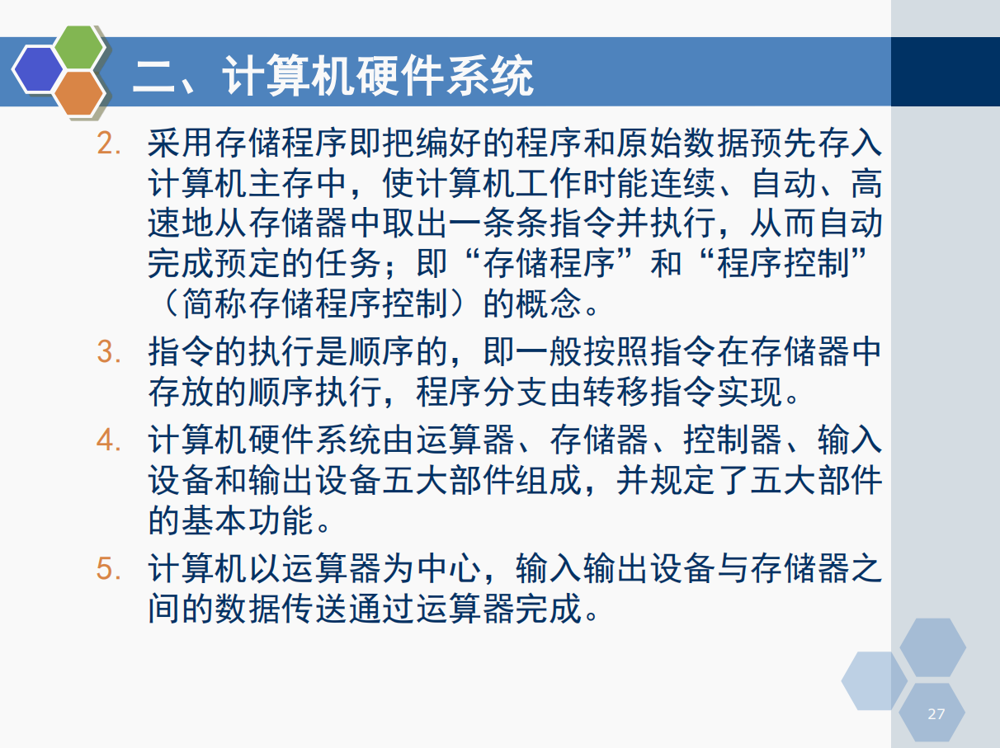 二、计算机硬件系统
2. 采用存储程序即把编好的程序和原始数据预先存入
计算机主存中，使计算机工作时能连续、自动、高
速地从存储器中取出一条条指令并执行，从而自动
完成预定的任务；即“存储程序”和“程序控制”
（简称存储程序控制）的概念。
3. 指令的执行是顺序的，即一般按照指令在存储器中
存放的顺序执行，程序分支由转移指令实现。
4. 计算机硬件系统由运算器、存储器、控制器、输入
设备和输出设备五大部件组成，并规定了五大部件
的基本功能。
5. 计算机以运算器为中心，输入输出设备与存储器之
间的数据传送通过运算器完成。
27